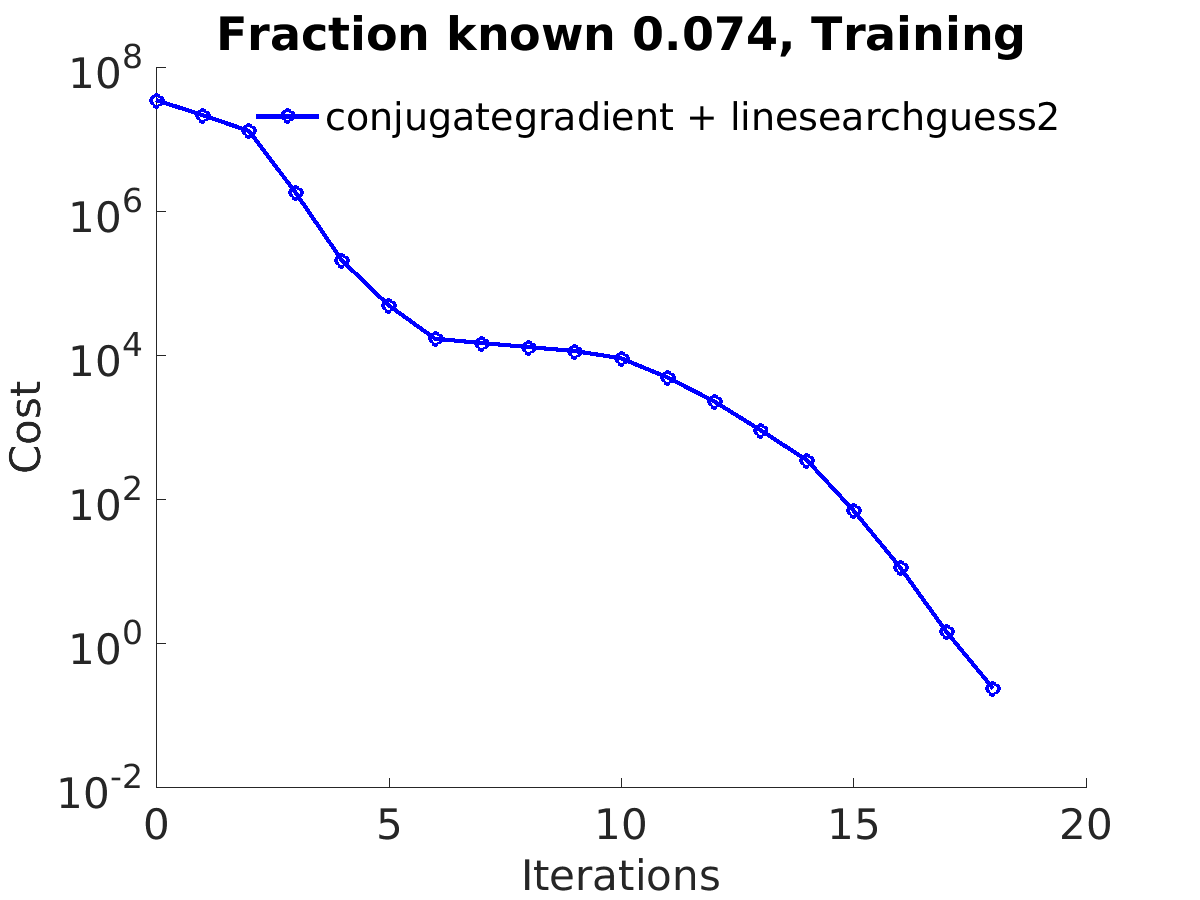 Fraction known 0.074, Training
10^8
conjugategradient + linesearchguess2
10^6
10^4
Cost
10^2
10^0
10^-2
0 5 10 15 20
Iterations